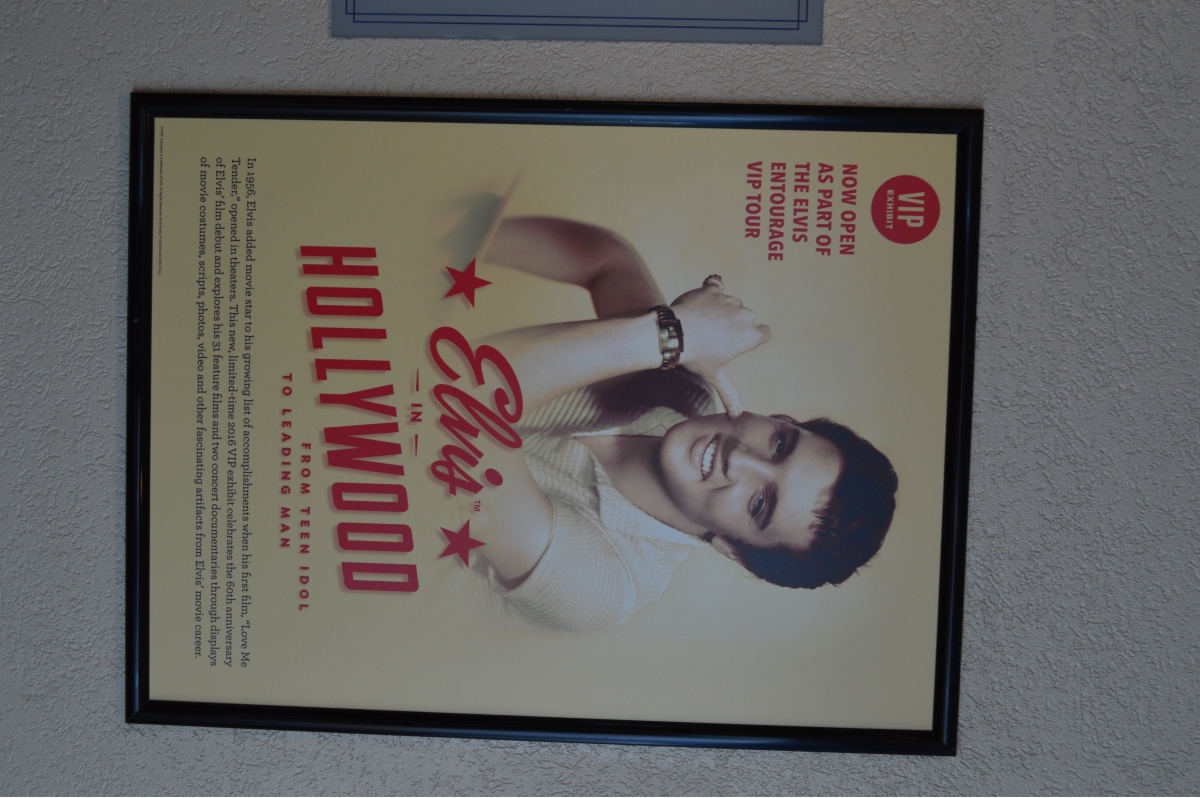 VIP
EXHIBIT
NOW OPEN
AS PART OF
THE ELVIS
ENTOURAGE
VIP TOUR
Elvis™
IN
HOLLYWOOD
FROM TEEN IDOL
TO LEADING MAN
In 1956, Elvis added movie star to his growing list of accomplishments when his first film, "Love Me
Tender," opened in theaters. This new, limited-time 2016 VIP exhibit celebrates the 60th anniversary
of Elvis' film debut and explores his 31 feature films and two concert documentaries through displays
of movie costumes, scripts, photos, video and other fascinating artifacts from Elvis' movie career.